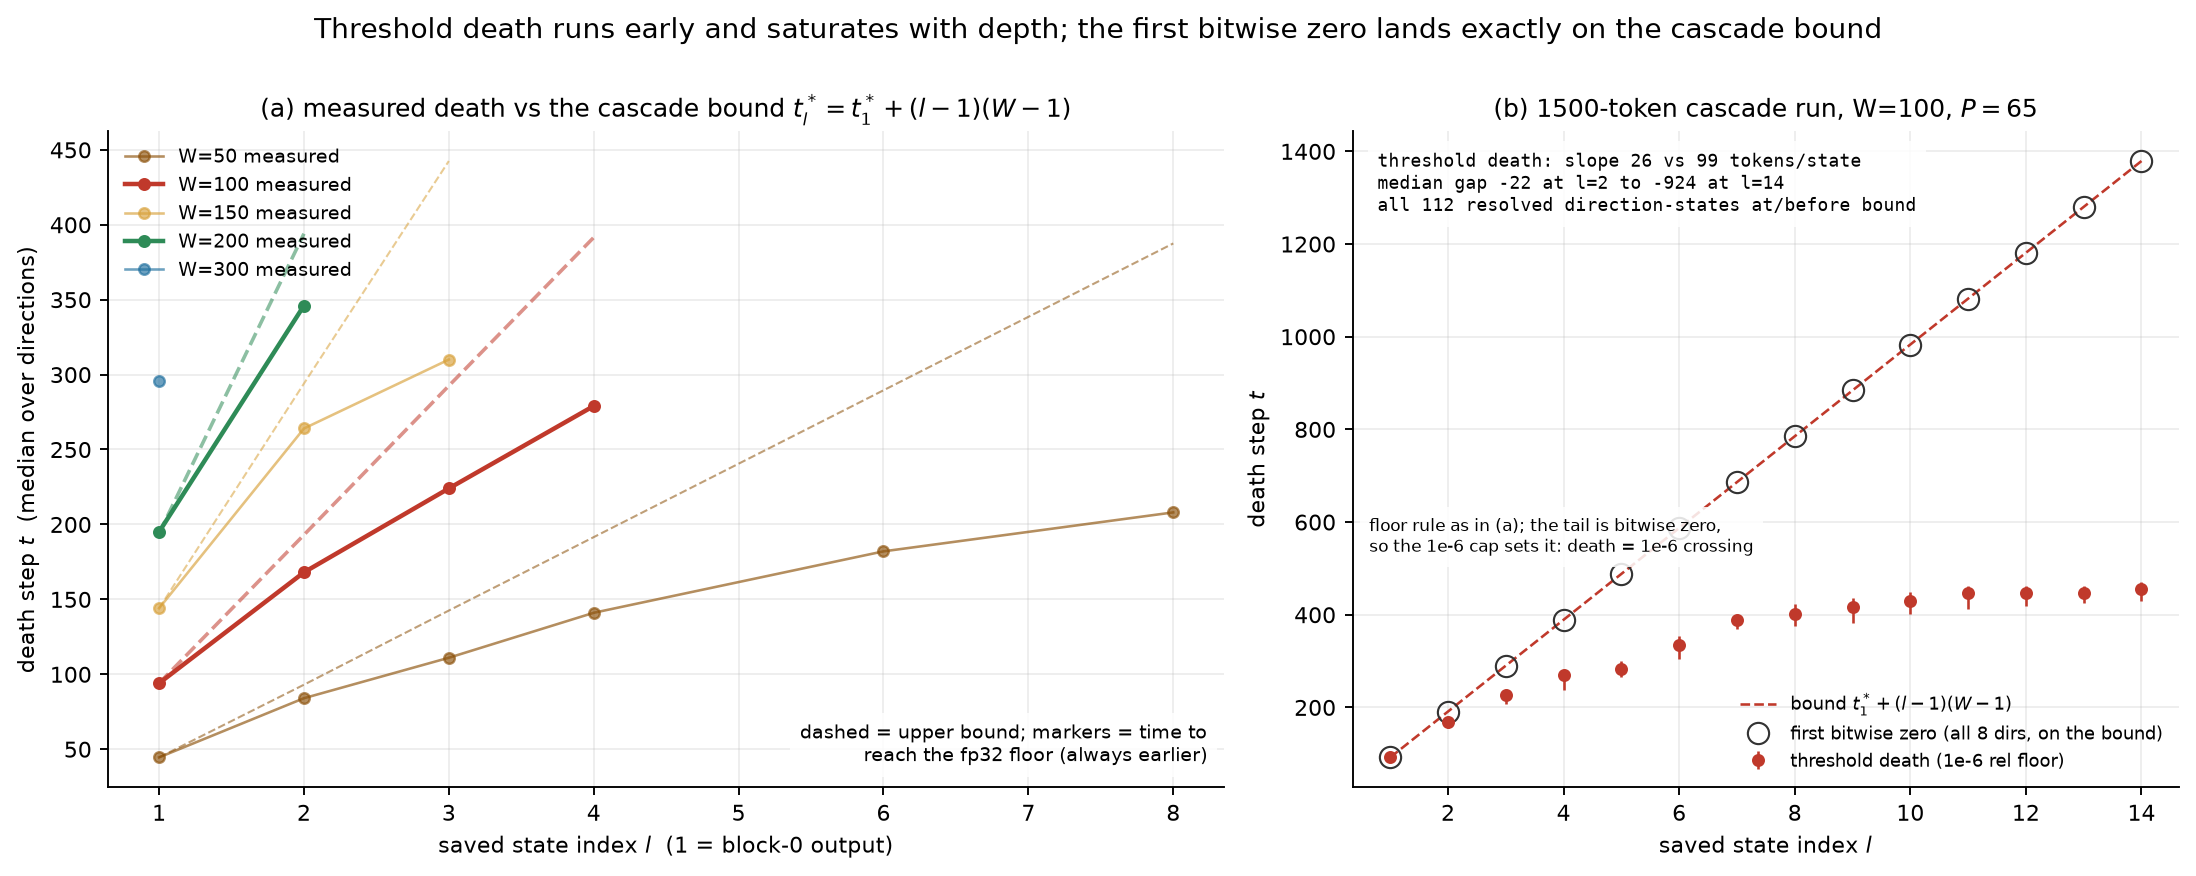 Threshold death runs early and saturates with depth; the first bitwise zero lands exactly on the cascade bound
(a) measured death vs the cascade bound $t_l^* = t_1^* + (l-1)(W-1)$
450
400
350
300
250
200
150
100
50
death step t (median over directions)
W=50 measured
W=100 measured
W=150 measured
W=200 measured
W=300 measured
dashed = upper bound; markers = time to
reach the fp32 floor (always earlier)
1 2 3 4 5 6 7 8
saved state index l (1 = block-0 output)
(b) 1500-token cascade run, W=100, P = 65
1400
1200
1000
800
600
400
200
death step t
threshold death: slope 26 vs 99 tokens/state
median gap -22 at l=2 to -924 at l=14
all 112 resolved direction-states at/before bound
floor rule as in (a); the tail is bitwise zero,
so the 1e-6 cap sets it: death = 1e-6 crossing
bound $t_1^* + (l-1)(W-1)$
first bitwise zero (all 8 dirs, on the bound)
threshold death (1e-6 rel floor)
2 4 6 8 10 12 14
saved state index l